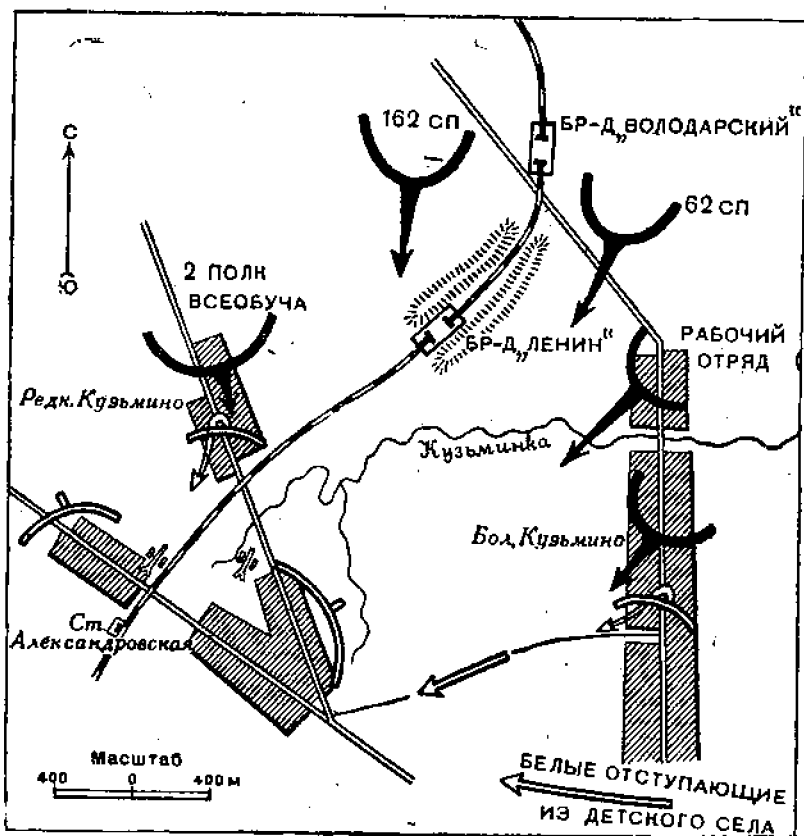 БР-Д „ВОЛОДАРСКИЙ“
162 СП
С
Ю
62 СП
2 ПОЛК
ВСЕОБУЧА
БР-Д „ЛЕНИН“
РАБОЧИЙ
ОТРЯД
Редк. Кузьмино
Кузьминка
Бол. Кузьмино
Ст.
Александровская
Масштаб
400 0 400 м
БЕЛЫЕ ОТСТУПАЮЩИЕ
ИЗ ДЕТСКОГО СЕЛА